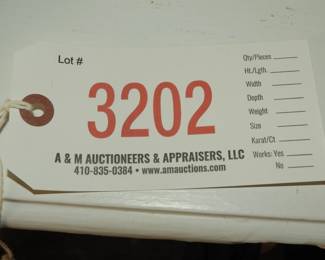 Lot #
3202
A & M AUCTIONEERS & APPRAISERS, LLC
410-835-0384 • www.amauctions.com
Qty/Pieces
Ht./Lgth.
Width
Depth
Weight
Size
Karat/Ct
Works: Yes
No